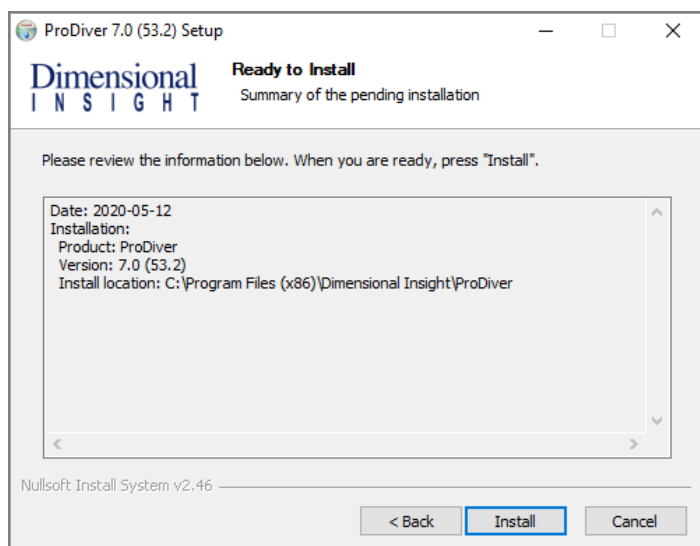 ProDiver 7.0 (53.2) Setup
Dimensional
INSIGHT
Ready to Install
Summary of the pending installation
Please review the information below. When you are ready, press "Install".
Date: 2020-05-12
Installation:
Product: ProDiver
Version: 7.0 (53.2)
Install location: C:\Program Files (x86)\Dimensional Insight\ProDiver
Nullsoft Install System v2.46
< Back Install Cancel